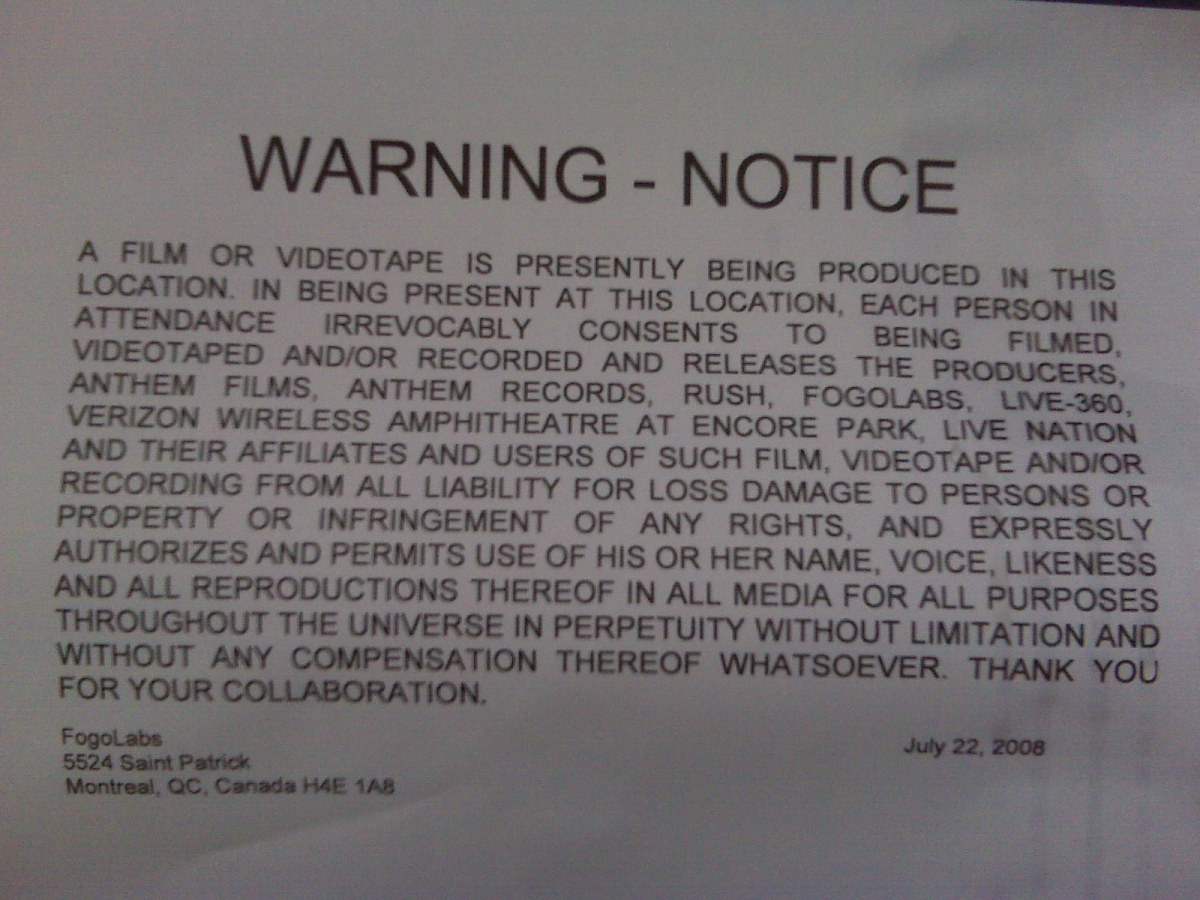 WARNING - NOTICE
A FILM OR VIDEOTAPE IS PRESENTLY BEING PRODUCED IN THIS
LOCATION. IN BEING PRESENT AT THIS LOCATION, EACH PERSON IN
ATTENDANCE IRREVOCABLY CONSENTS TO BEING FILMED,
VIDEOTAPED AND/OR RECORDED AND RELEASES THE PRODUCERS,
ANTHEM FILMS, ANTHEM RECORDS, RUSH, FOGOLABS, LIVE-360,
VERIZON WIRELESS AMPHITHEATRE AT ENCORE PARK, LIVE NATION
AND THEIR AFFILIATES AND USERS OF SUCH FILM, VIDEOTAPE AND/OR
RECORDING FROM ALL LIABILITY FOR LOSS DAMAGE TO PERSONS OR
PROPERTY OR INFRINGEMENT OF ANY RIGHTS, AND EXPRESSLY
AUTHORIZES AND PERMITS USE OF HIS OR HER NAME, VOICE, LIKENESS
AND ALL REPRODUCTIONS THEREOF IN ALL MEDIA FOR ALL PURPOSES
THROUGHOUT THE UNIVERSE IN PERPETUITY WITHOUT LIMITATION AND
WITHOUT ANY COMPENSATION THEREOF WHATSOEVER. THANK YOU
FOR YOUR COLLABORATION.
FogoLabs
5524 Saint Patrick
Montreal, QC, Canada H4E 1A8
July 22, 2008